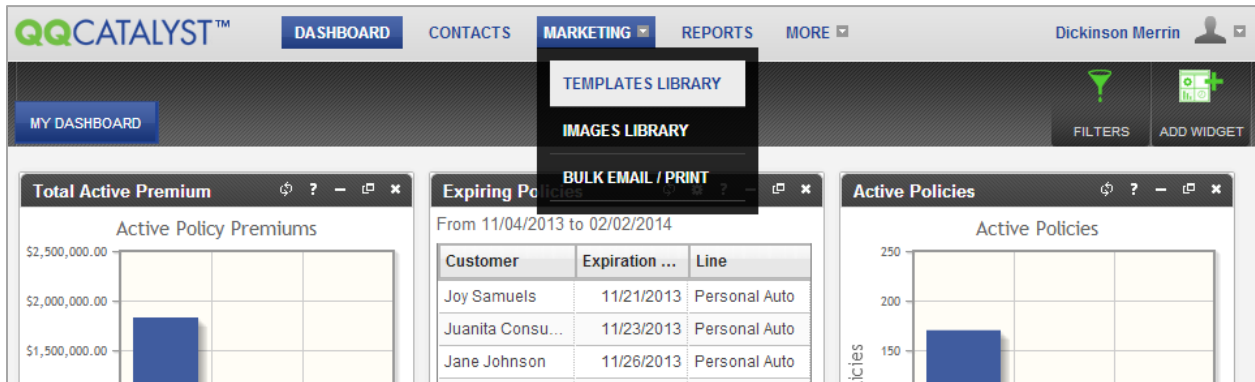 QQCATALYST™ DASHBOARD CONTACTS MARKETING REPORTS MORE Dickinson Merrin
TEMPLATES LIBRARY
IMAGES LIBRARY
BULK EMAIL / PRINT
MY DASHBOARD
FILTERS ADD WIDGET
Total Active Premium ?
Active Policy Premiums
$2,500,000.00
$2,000,000.00
$1,500,000.00
Expiring Policies ?
From 11/04/2013 to 02/02/2014
Customer Expiration ... Line
Joy Samuels 11/21/2013 Personal Auto
Juanita Consu... 11/23/2013 Personal Auto
Jane Johnson 11/26/2013 Personal Auto
Active Policies ?
Active Policies
250
200
150